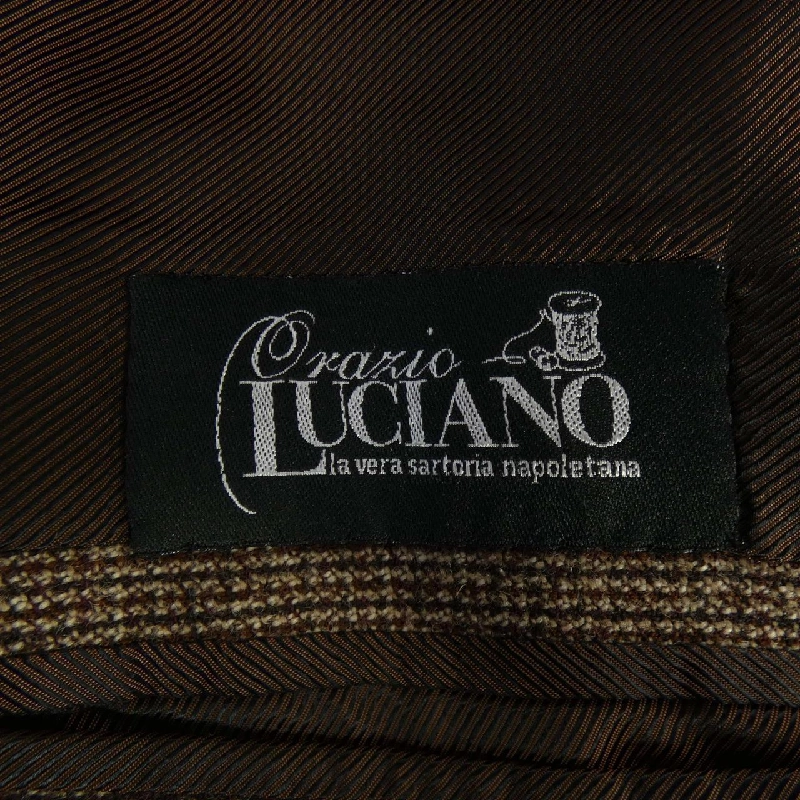 Orazio
LUCIANO
la vera sartoria napoletana